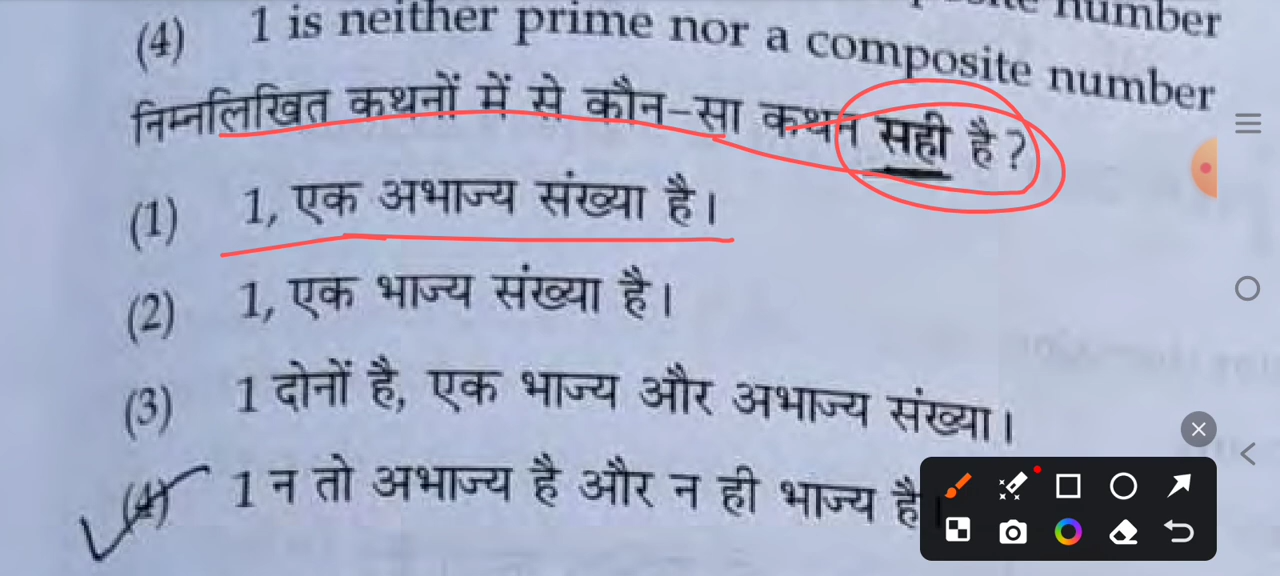 number
(4) 1 is neither prime nor a composite number
निम्नलिखित कथनों में से कौन-सा कथन सही है?
(1) 1, एक अभाज्य संख्या है।
(2) 1, एक भाज्य संख्या है।
(3) 1 दोनों है, एक भाज्य और अभाज्य संख्या।
(4) 1 न तो अभाज्य है और न ही भाज्य है